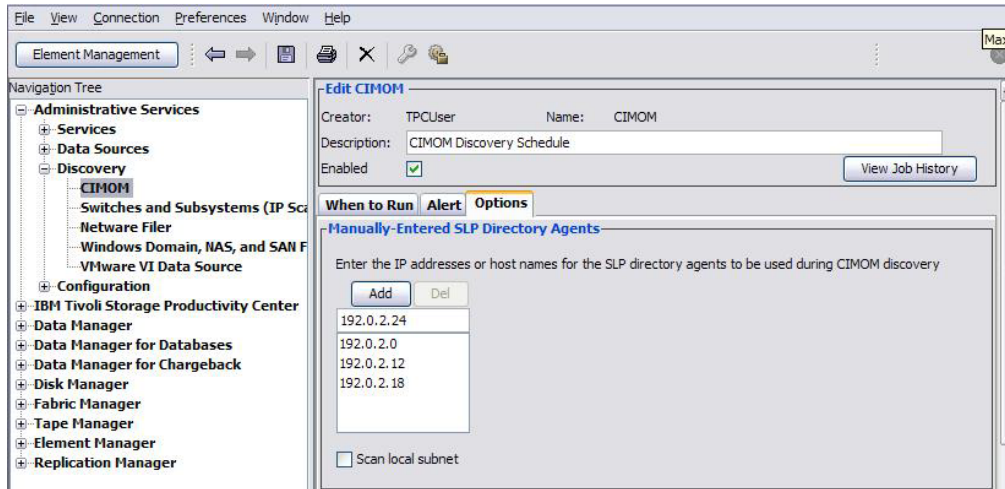 File View Connection Preferences Window Help
Max
Element Management
Navigation Tree
Administrative Services
Services
Data Sources
Discovery
CIMOM
Switches and Subsystems (IP Sca
Netware Filer
Windows Domain, NAS, and SAN F
VMware VI Data Source
Configuration
IBM Tivoli Storage Productivity Center
Data Manager
Data Manager for Databases
Data Manager for Chargeback
Disk Manager
Fabric Manager
Tape Manager
Element Manager
Replication Manager
Edit CIMOM
Creator: TPCUser Name: CIMOM
Description: CIMOM Discovery Schedule
Enabled View Job History
When to Run Alert Options
Manually-Entered SLP Directory Agents
Enter the IP addresses or host names for the SLP directory agents to be used during CIMOM discovery
Add Del
192.0.2.24
192.0.2.0
192.0.2.12
192.0.2.18
Scan local subnet